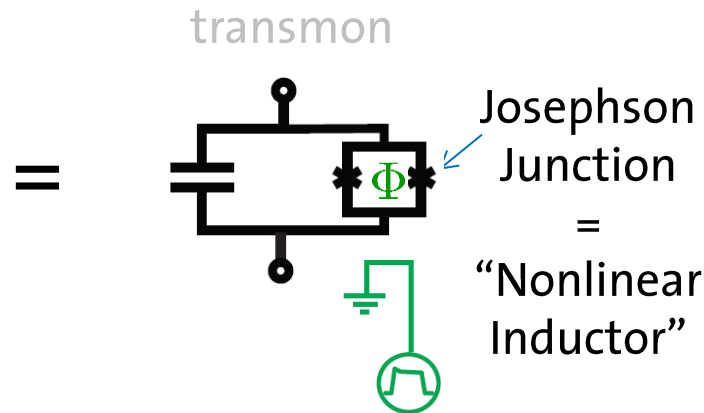 transmon
=
Φ
Josephson
Junction
=
“Nonlinear
Inductor”